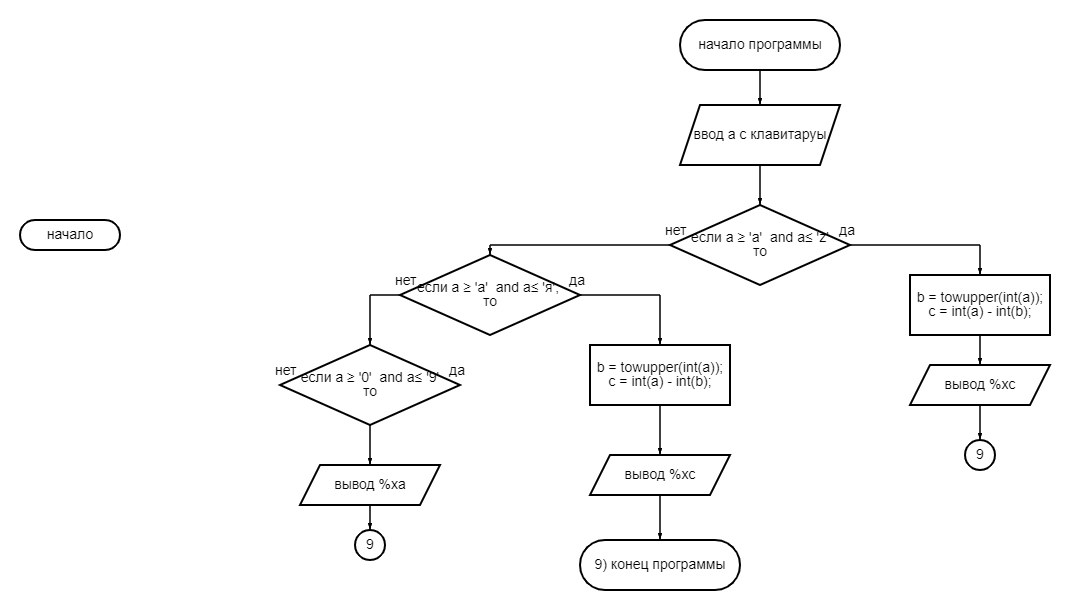 начало программы
ввод a с клавитаруы
начало
нет
если a ≥ 'a' and a≤ 'z'
то
да
нет
если a ≥ 'а' and a≤ 'я';
то
да
b = towupper(int(a));
c = int(a) - int(b);
нет
если a ≥ '0' and a≤ '9'
то
да
b = towupper(int(a));
c = int(a) - int(b);
вывод %xc
вывод %xa
вывод %xc
9
9
9) конец программы